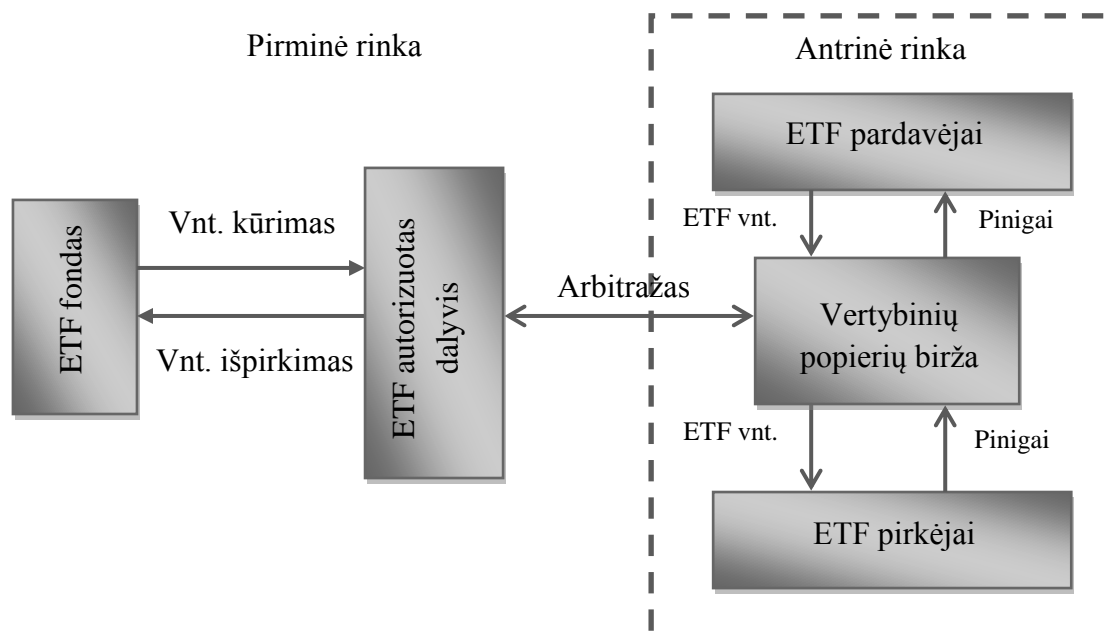 Pirminė rinka
Antrinė rinka
ETF pardavėjai
ETF vnt.
Pinigai
Vnt. kūrimas
Vnt. išpirkimas
ETF fondas
ETF autorizuotas
dalyvis
Arbitražas
Vertybinių
popierių birža
ETF vnt.
Pinigai
ETF pirkėjai